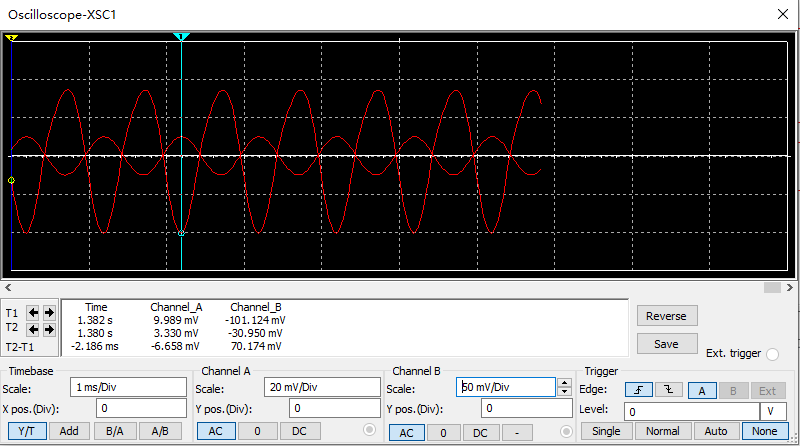 Oscilloscope-XSC1
2
1
T1
T2
T2-T1
Time Channel_A Channel_B
1.382 s 9.989 mV -101.124 mV
1.380 s 3.330 mV -30.950 mV
-2.186 ms -6.658 mV 70.174 mV
Reverse
Save
Ext. trigger
Timebase
Scale: 1 ms/Div
X pos.(Div): 0
Y/T Add B/A A/B
Channel A
Scale: 20 mV/Div
Y pos.(Div): 0
AC 0 DC
Channel B
Scale: 50 mV/Div
Y pos.(Div): 0
AC 0 DC -
Trigger
Edge: A B Ext
Level: 0 V
Single Normal Auto None